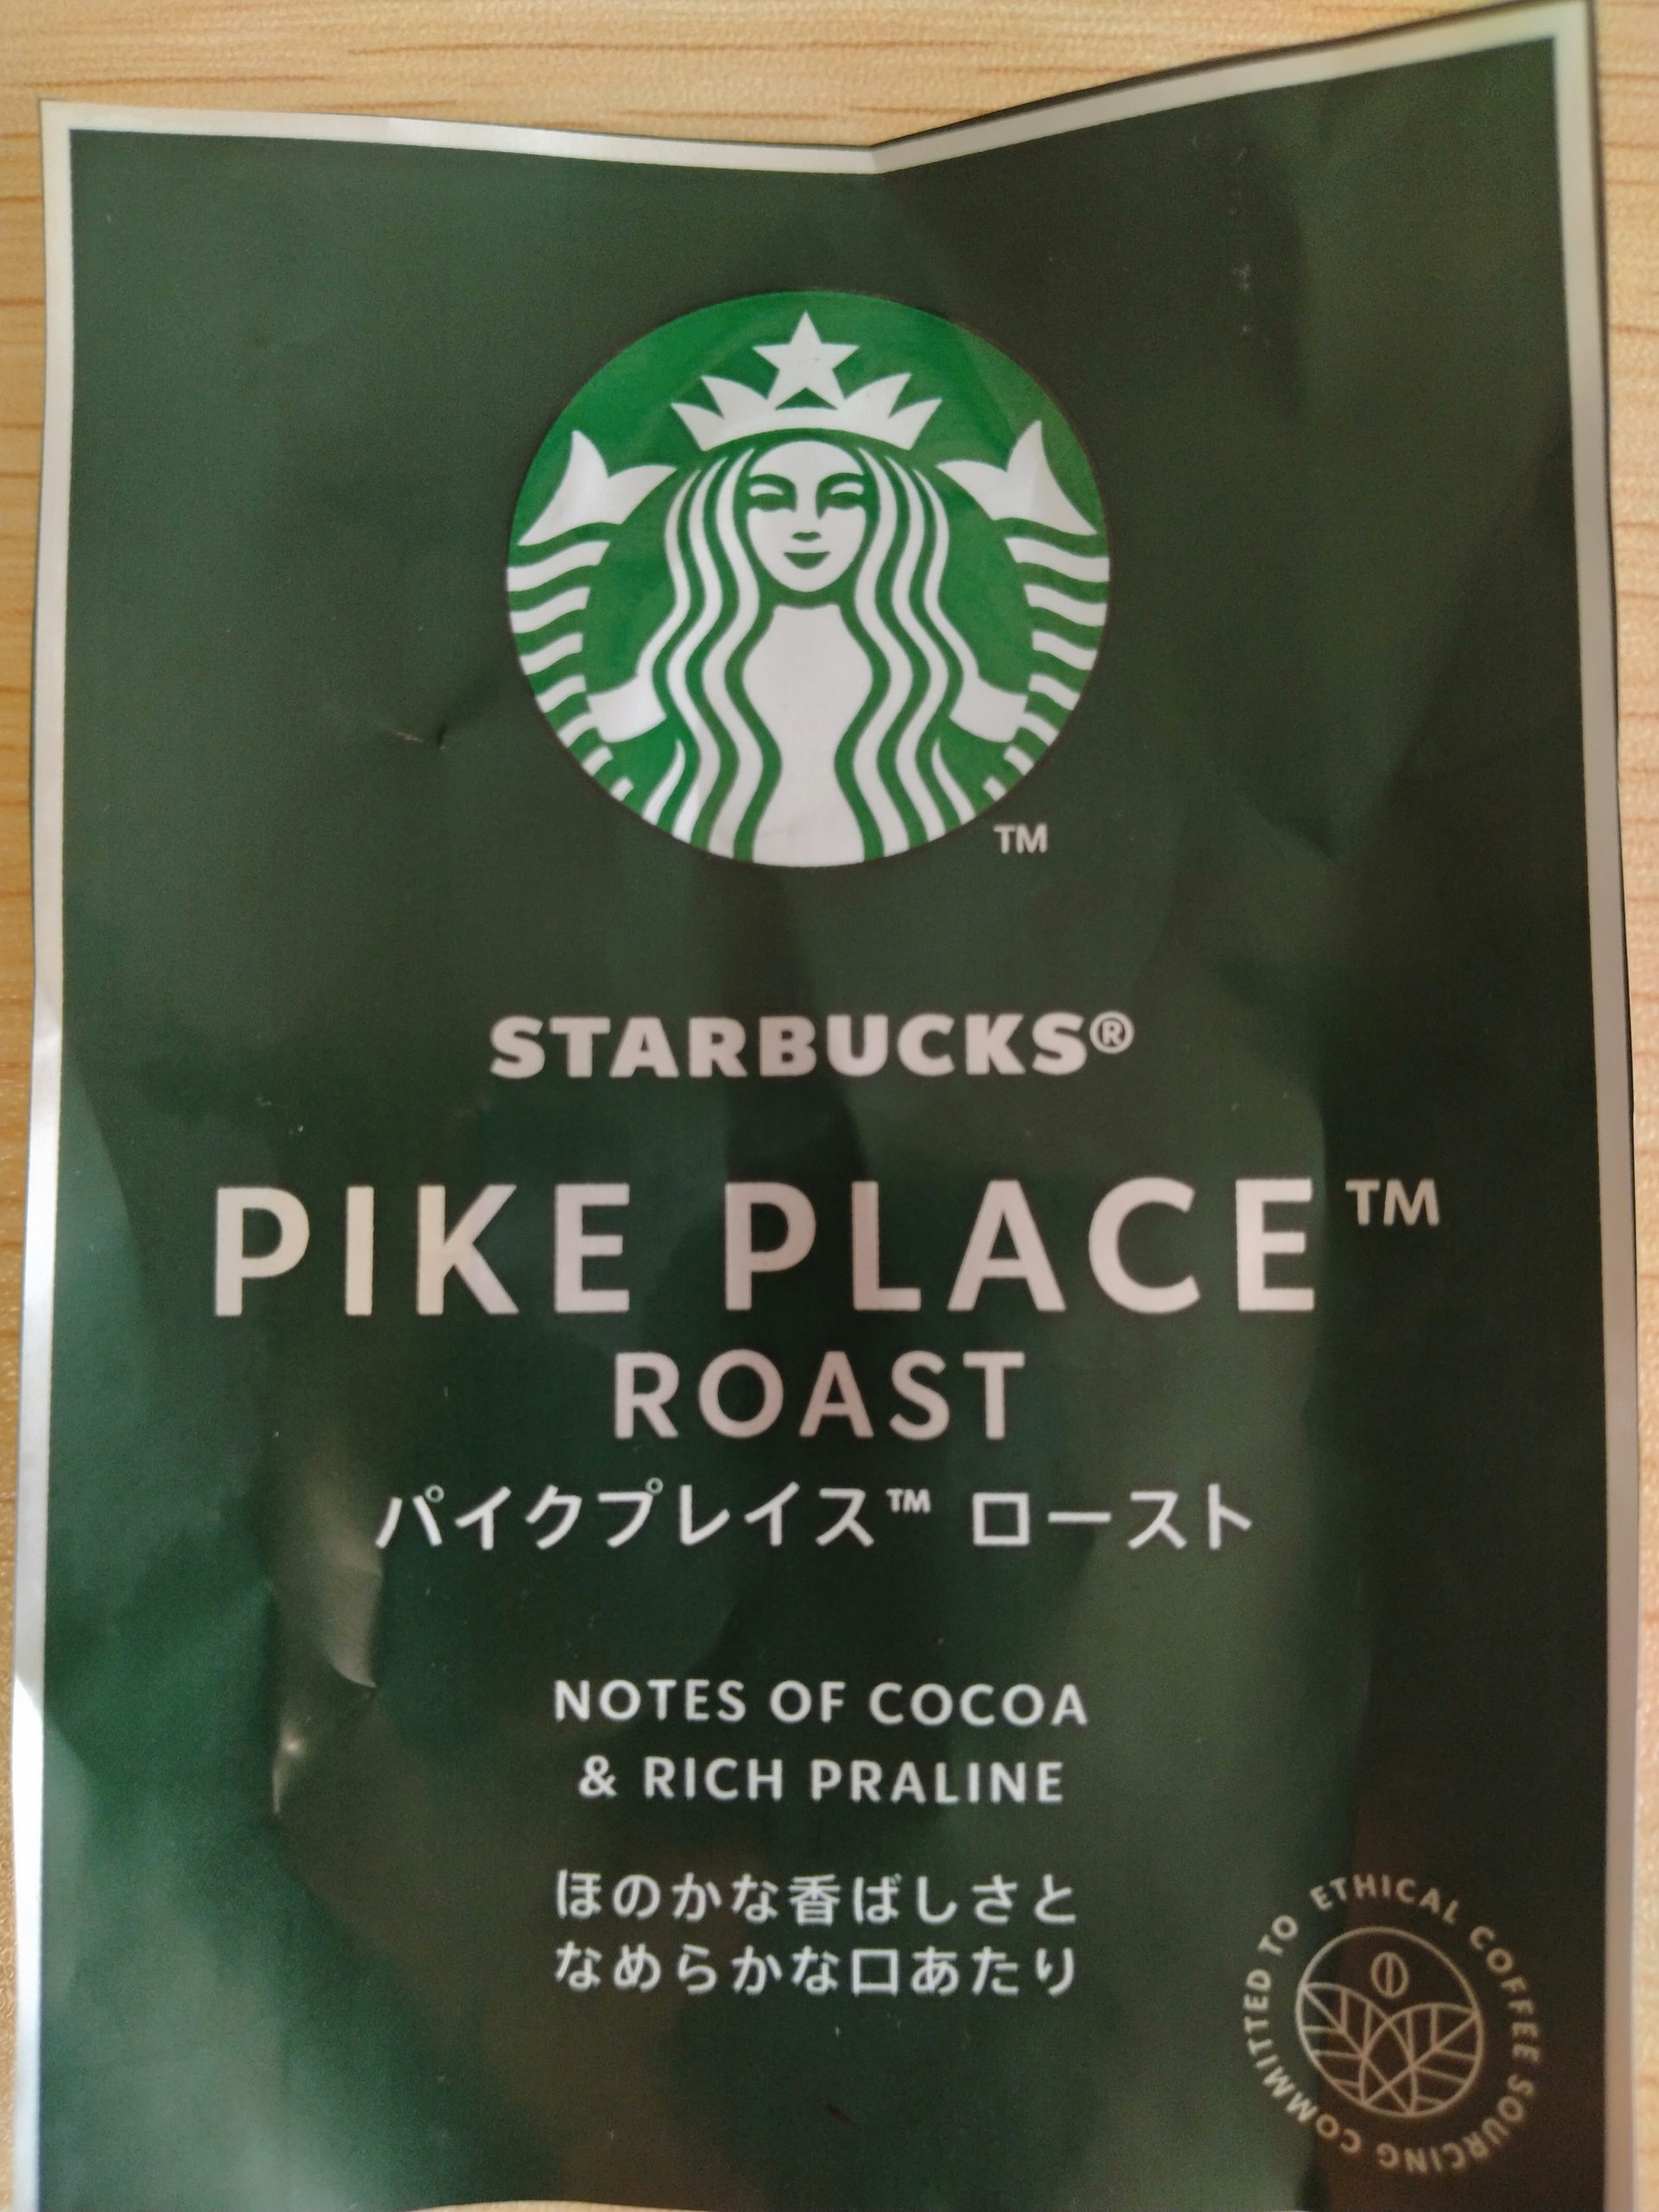 TM
STARBUCKS®
PIKE PLACE™
ROAST
パイクプレイス™ ロースト
NOTES OF COCOA
& RICH PRALINE
ほのかな香ばしさと
なめらかな口あたり
COMMITTED TO ETHICAL COFFEE SOURCING